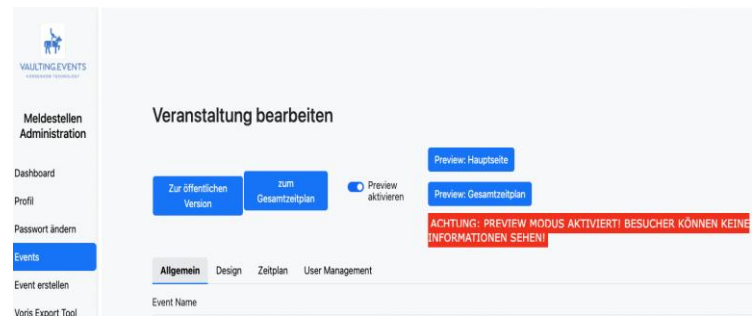 VAULTING.EVENTS
Meldestellen
Administration
Dashboard
Profil
Passwort ändern
Events
Event erstellen
Voris Export Tool
Veranstaltung bearbeiten
Zur öffentlichen
Version
zum
Gesamtzeitplan
Preview
aktivieren
Preview: Hauptseite
Preview: Gesamtzeitplan
ACHTUNG: PREVIEW MODUS AKTIVIERT! BESUCHER KÖNNEN KEINE
INFORMATIONEN SEHEN!
Allgemein Design Zeitplan User Management
Event Name